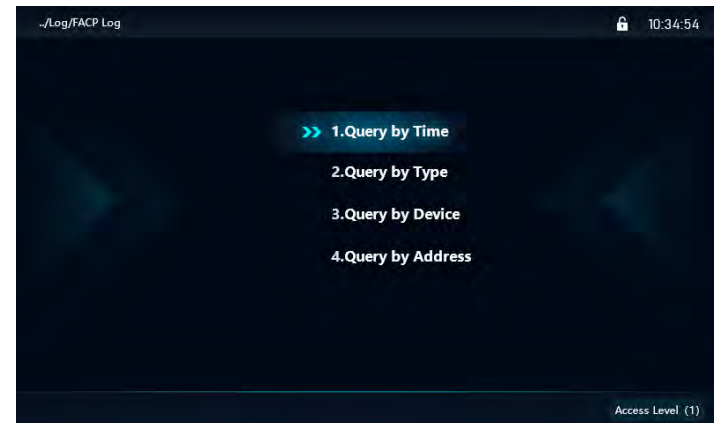 ../Log/FACP Log
10:34:54
1.Query by Time
2.Query by Type
3.Query by Device
4.Query by Address
Access Level (1)